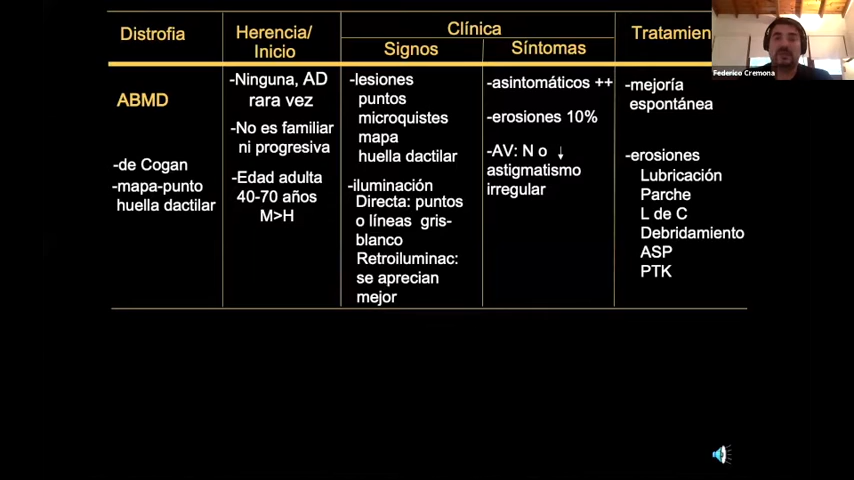 Distrofia
Herencia/
Inicio
Clínica
Signos
Síntomas
Tratamien
Federico Cremona
ABMD
-de Cogan
-mapa-punto
huella dactilar
-Ninguna, AD
rara vez
-No es familiar
ni progresiva
-Edad adulta
40-70 años
M>H
-lesiones
puntos
microquistes
mapa
huella dactilar
-iluminación
Directa: puntos
o líneas gris-
blanco
Retroiluminac:
se aprecian
mejor
-asintomáticos ++
-erosiones 10%
-AV: N o ↓
astigmatismo
irregular
-mejoría
espontánea
-erosiones
Lubricación
Parche
L de C
Debridamiento
ASP
PTK